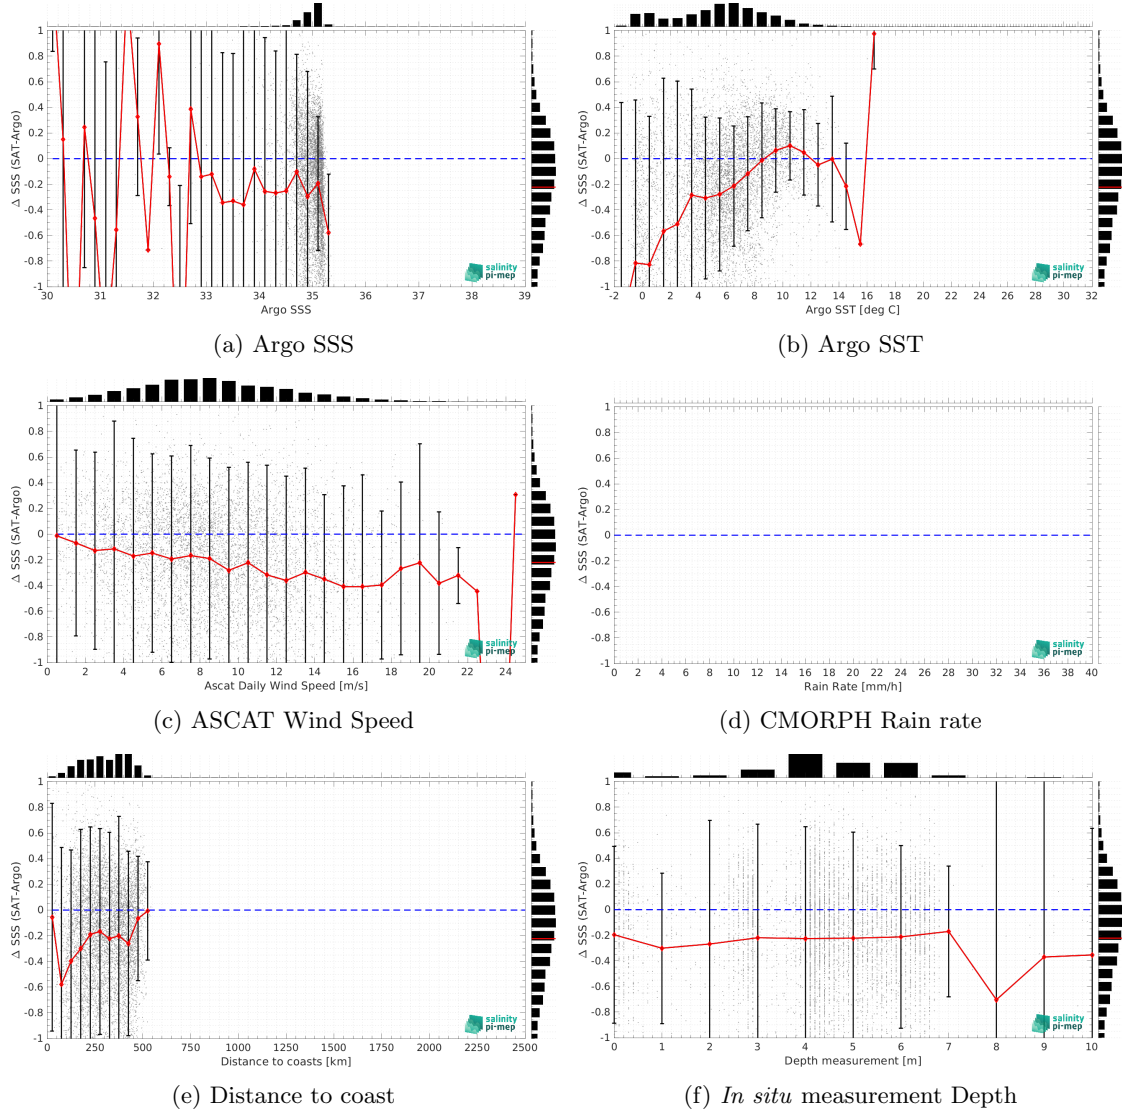 1
0.8
0.6
0.4
0.2
0
-0.2
-0.4
-0.6
-0.8
-1
Δ SSS (SAT-Argo)
30 31 32 33 34 35 36 37 38 39
Argo SSS
salinity
pi-mep
(a) Argo SSS
1
0.8
0.6
0.4
0.2
0
-0.2
-0.4
-0.6
-0.8
-1
Δ SSS (SAT-Argo)
-2 0 2 4 6 8 10 12 14 16 18 20 22 24 26 28 30 32
Argo SST [deg C]
salinity
pi-mep
(b) Argo SST
1
0.8
0.6
0.4
0.2
0
-0.2
-0.4
-0.6
-0.8
-1
Δ SSS (SAT-Argo)
0 2 4 6 8 10 12 14 16 18 20 22 24
Ascat Daily Wind Speed [m/s]
salinity
pi-mep
(c) ASCAT Wind Speed
1
0.8
0.6
0.4
0.2
0
-0.2
-0.4
-0.6
-0.8
-1
Δ SSS (SAT-Argo)
0 2 4 6 8 10 12 14 16 18 20 22 24 26 28 30 32 34 36 38 40
Rain Rate [mm/h]
salinity
pi-mep
(d) CMORPH Rain rate
1
0.8
0.6
0.4
0.2
0
-0.2
-0.4
-0.6
-0.8
-1
Δ SSS (SAT-Argo)
0 250 500 750 1000 1250 1500 1750 2000 2250 2500
Distance to coasts [km]
salinity
pi-mep
(e) Distance to coast
1
0.8
0.6
0.4
0.2
0
-0.2
-0.4
-0.6
-0.8
-1
Δ SSS (SAT-Argo)
0 1 2 3 4 5 6 7 8 9 10
Depth measurement [m]
salinity
pi-mep
(f) In situ measurement Depth